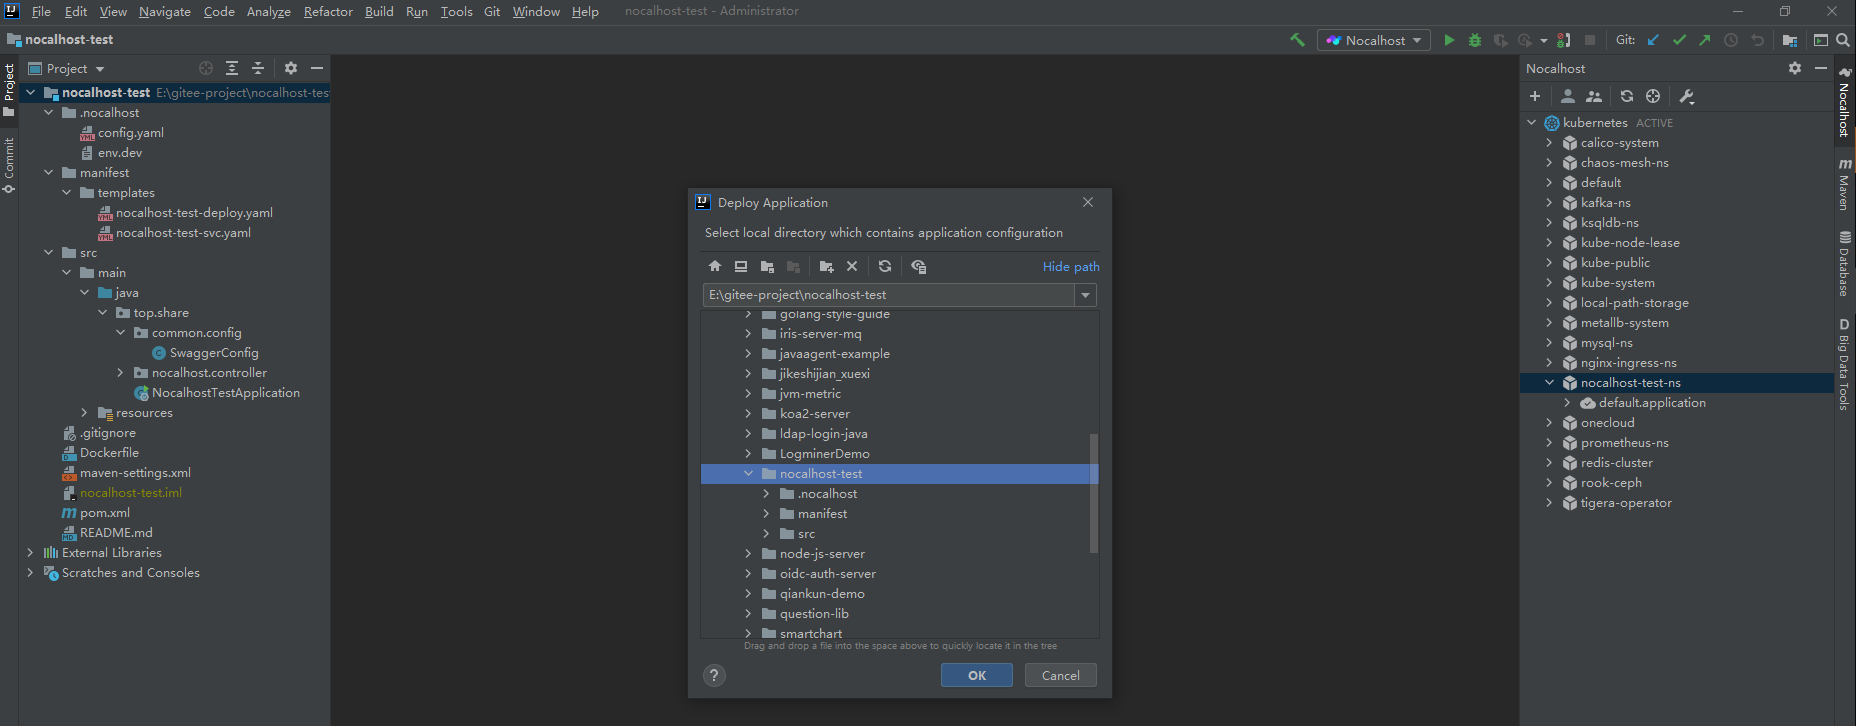 File Edit View Navigate Code Analyze Refactor Build Run Tools Git Window Help nocalhost-test - Administrator
nocalhost-test
Nocalhost
Git:
Project
Commit
Project
nocalhost-test E:\gitee-project\nocalhost-tes
.nocalhost
config.yaml
env.dev
manifest
templates
nocalhost-test-deploy.yaml
nocalhost-test-svc.yaml
src
main
java
top.share
common.config
SwaggerConfig
nocalhost.controller
NocalhostTestApplication
resources
.gitignore
Dockerfile
maven-settings.xml
nocalhost-test.iml
pom.xml
README.md
External Libraries
Scratches and Consoles
Deploy Application
Select local directory which contains application configuration
Hide path
E:\gitee-project\nocalhost-test
golang-style-guide
iris-server-mq
javaagent-example
jikeshijian_xuexi
jvm-metric
koa2-server
ldap-login-java
LogminerDemo
nocalhost-test
.nocalhost
manifest
src
node-js-server
oidc-auth-server
qiankun-demo
question-lib
smartchart
Drag and drop a file into the space above to quickly locate it in the tree
?
OK
Cancel
Nocalhost
kubernetes ACTIVE
calico-system
chaos-mesh-ns
default
kafka-ns
ksqldb-ns
kube-node-lease
kube-public
kube-system
local-path-storage
metallb-system
mysql-ns
nginx-ingress-ns
nocalhost-test-ns
default.application
onecloud
prometheus-ns
redis-cluster
rook-ceph
tigera-operator
Nocalhost
Maven
Database
Big Data Tools